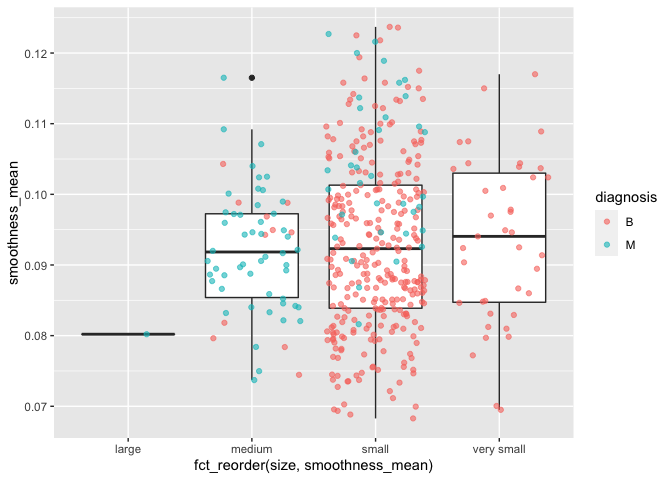 0.12
0.11
0.10
0.09
0.08
0.07
smoothness_mean
large medium small very small
fct_reorder(size, smoothness_mean)
diagnosis
B
M